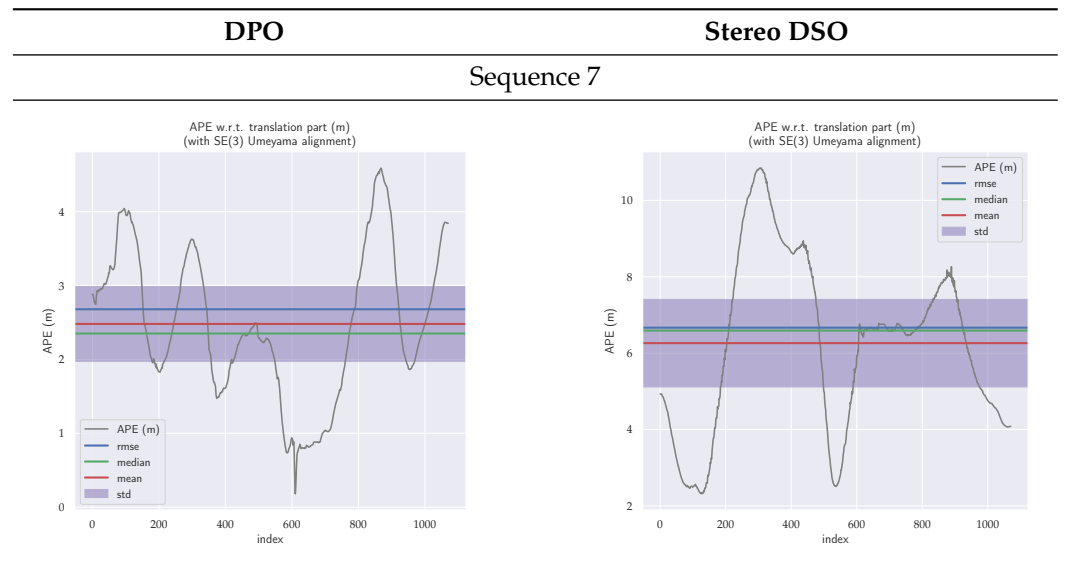 DPO Stereo DSO
Sequence 7
APE w.r.t. translation part (m)
(with SE(3) Umeyama alignment)
4
3
2
1
0
APE (m)
APE (m)
rmse
median
mean
std
0 200 400 600 800 1000
index
APE w.r.t. translation part (m)
(with SE(3) Umeyama alignment)
10
8
6
4
2
APE (m)
APE (m)
rmse
median
mean
std
0 200 400 600 800 1000
index